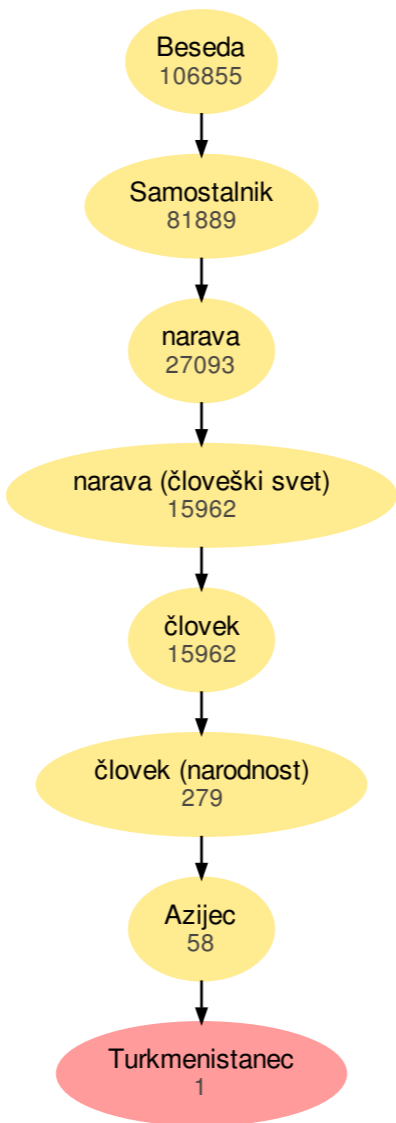 Beseda
106855
Samostalnik
81889
narava
27093
narava (človeški svet)
15962
človek
15962
človek (narodnost)
279
Azijec
58
Turkmenistanec
1